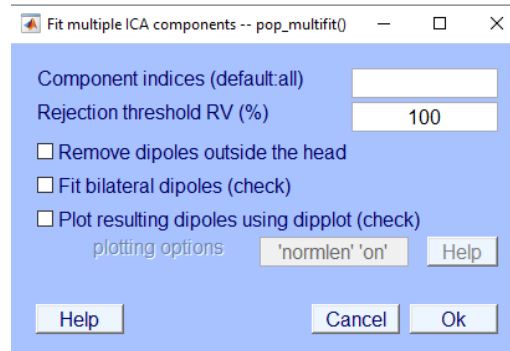 Fit multiple ICA components -- pop_multifit()
Component indices (default:all)
Rejection threshold RV (%) 100
Remove dipoles outside the head
Fit bilateral dipoles (check)
Plot resulting dipoles using dipplot (check)
plotting options 'normlen' 'on' Help
Help Cancel Ok